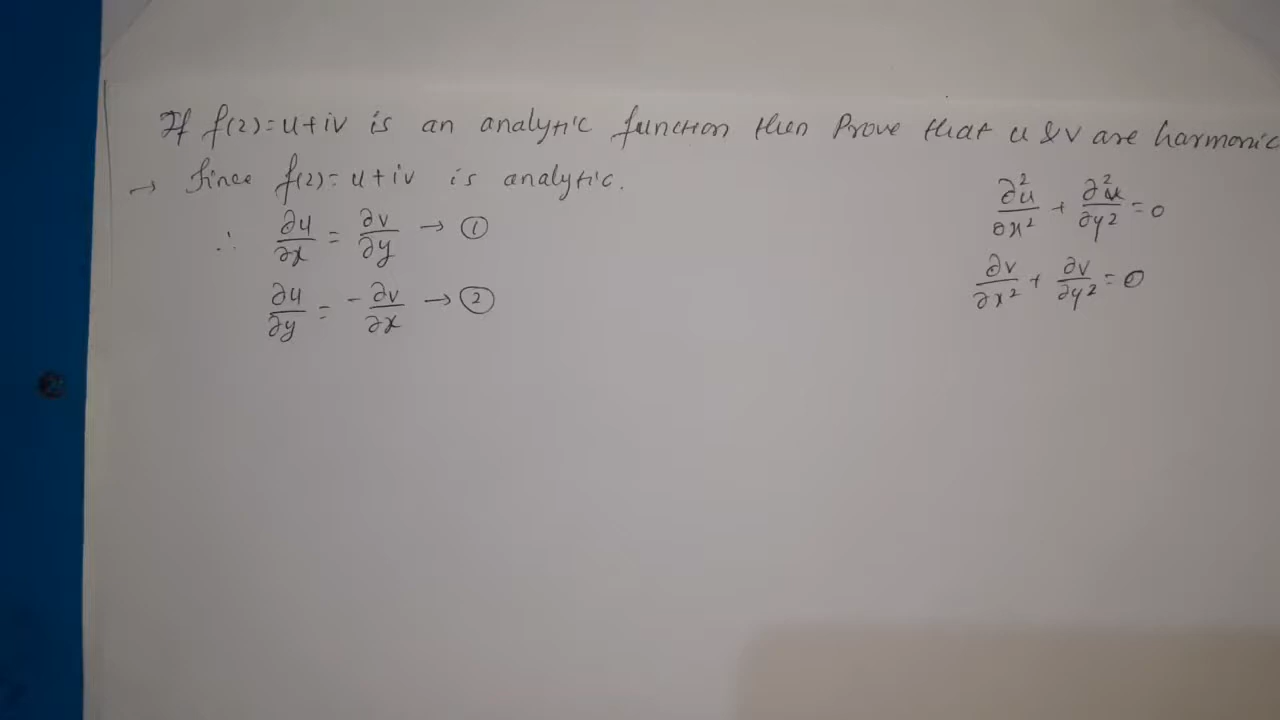 If f(z)=u+iv is an analytic function then Prove that u & v are harmonic
→ Since f(z)=u+iv is analytic.
∴ ∂u/∂x = ∂v/∂y → ①
∂u/∂y = -∂v/∂x → ②
∂²u/∂x² + ∂²u/∂y² = 0
∂v/∂x² + ∂v/∂y² = 0